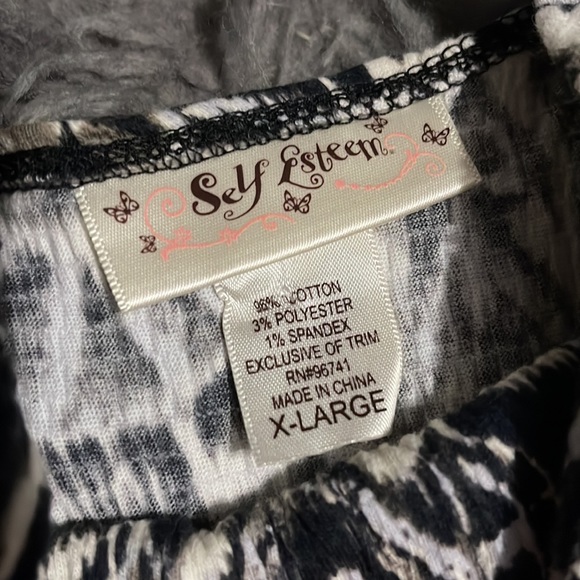 Self Esteem
96% COTTON
3% POLYESTER
1% SPANDEX
EXCLUSIVE OF TRIM
RN#96741
MADE IN CHINA
X-LARGE